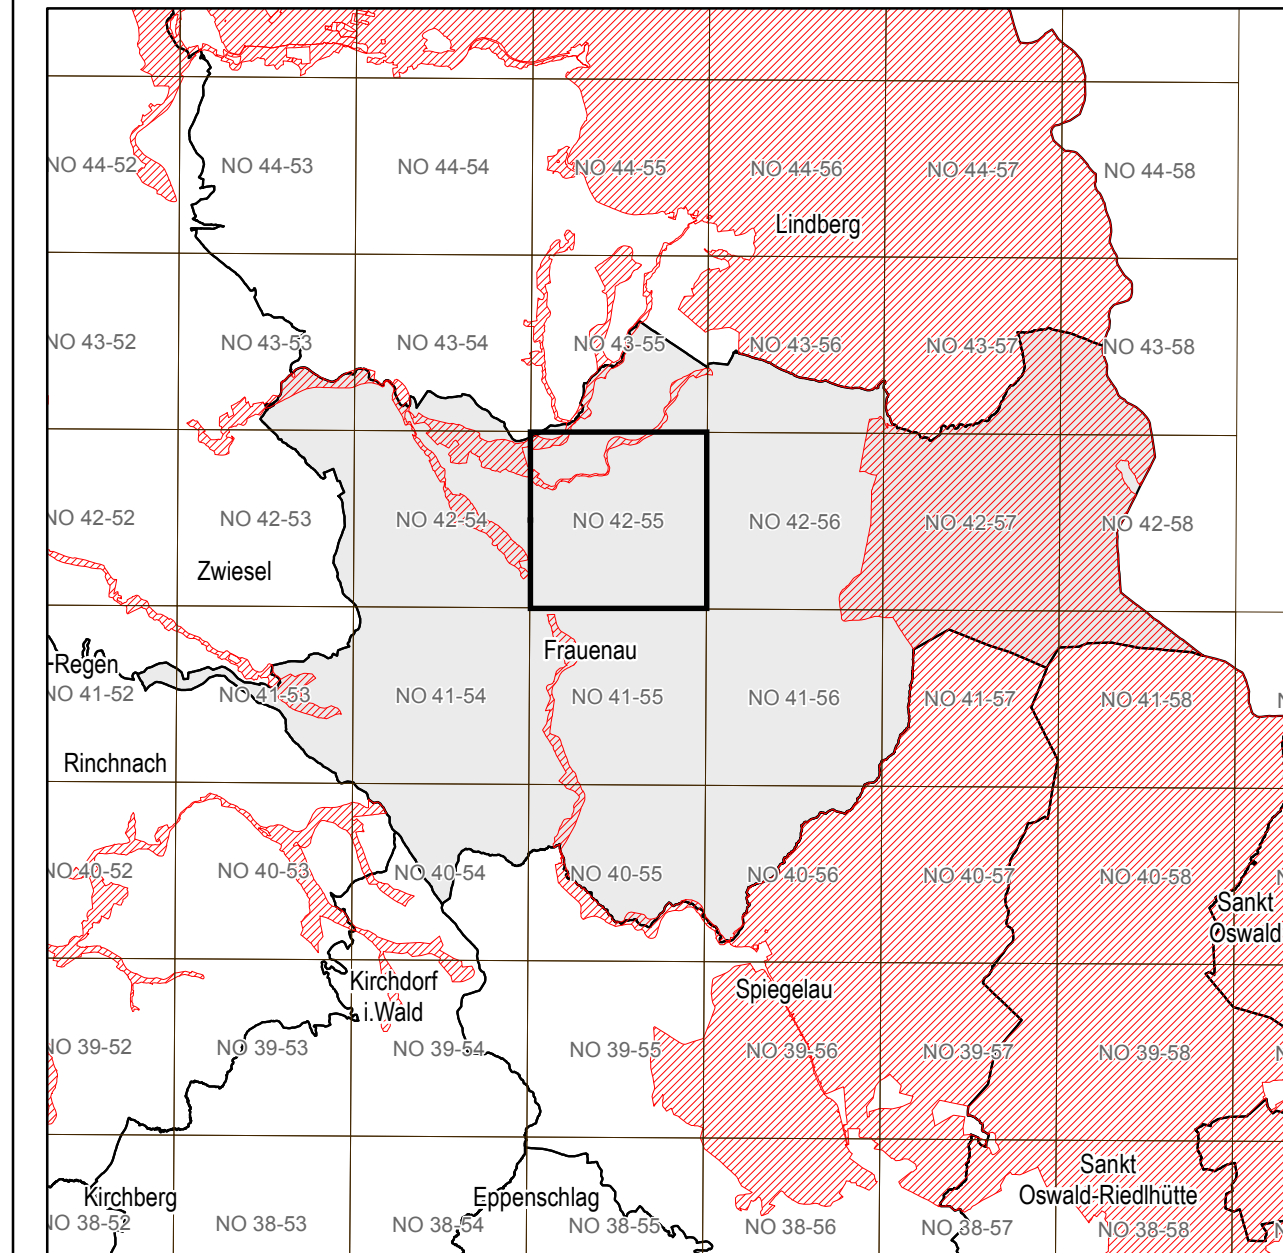 NO 44-52
NO 44-53
NO 44-54
NO 44-55
NO 44-56
NO 44-57
NO 44-58
Lindberg
NO 43-52
NO 43-53
NO 43-54
NO 43-55
NO 43-56
NO 43-57
NO 43-58
NO 42-52
NO 42-53
NO 42-54
NO 42-55
NO 42-56
NO 42-57
NO 42-58
Zwiesel
Frauenau
-Regen
NO 41-52
NO 41-53
NO 41-54
NO 41-55
NO 41-56
NO 41-57
NO 41-58
Rinchnach
NO 40-52
NO 40-53
NO 40-54
NO 40-55
NO 40-56
NO 40-57
NO 40-58
Sankt
Oswald
Kirchdorf
i.Wald
Spiegelau
NO 39-52
NO 39-53
NO 39-54
NO 39-55
NO 39-56
NO 39-57
NO 39-58
Sankt
Oswald-Riedlhütte
Kirchberg
Eppenschlag
NO 38-52
NO 38-53
NO 38-54
NO 38-55
NO 38-56
NO 38-57
NO 38-58